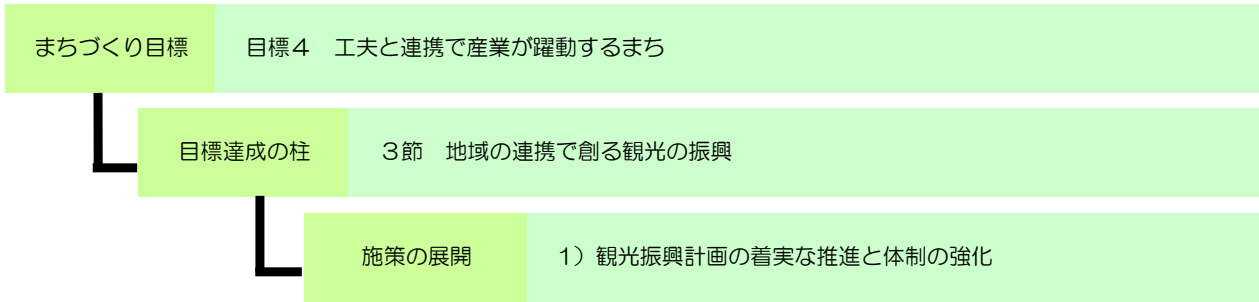 まちづくり目標 目標４　工夫と連携で産業が躍動するまち
目標達成の柱 ３節　地域の連携で創る観光の振興
施策の展開 1）観光振興計画の着実な推進と体制の強化